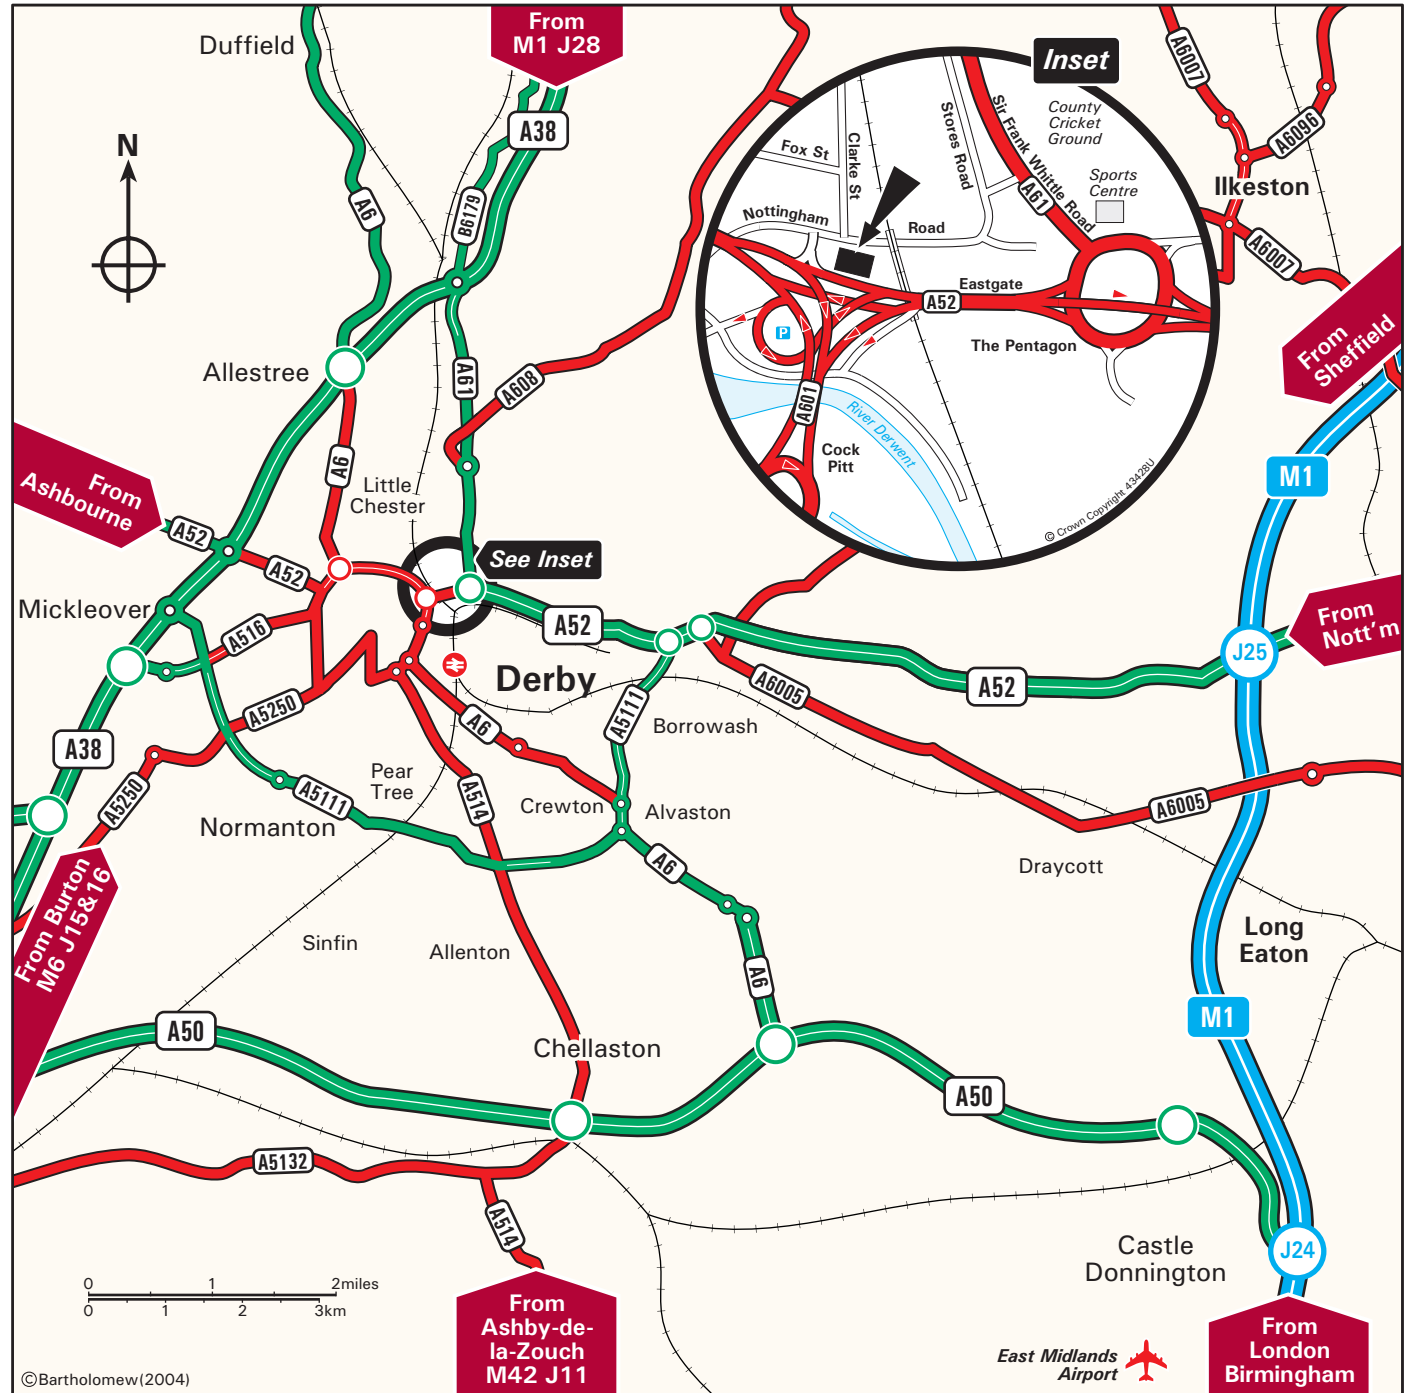 Duffield
From
M1 J28
A38
N
A6
B6179
Allestree
A61
A608
A6
Little
Chester
From
Ashbourne
A52
A52
See Inset
Mickleover
A516
A52
Derby
A5250
A6
A5111
Borrowash
A6005
A52
A38
A5250
Pear
Tree
A5111
A514
Crewton
Alvaston
Normanton
A6
A6005
Draycott
From Burton
M6 J15&16
Sinfin
Allenton
A6
Long
Eaton
M1
A50
Chellaston
A50
A5132
A514
Castle
Donnington
J24
0 1 2miles
0 1 2 3km
From
Ashby-de-
la-Zouch
M42 J11
East Midlands
Airport
From
London
Birmingham
©Bartholomew(2004)
Inset
County
Cricket
Ground
Sir Frank Whittle Road
Stores Road
Clarke St
Fox St
Sports
Centre
A61
Nottingham
Road
Eastgate
A52
P
The Pentagon
A601
River Derwent
Cock
Pitt
© Crown Copyright 43428U
A6007
A6096
Ilkeston
A6007
From
Sheffield
M1
From
Nott'm
J25